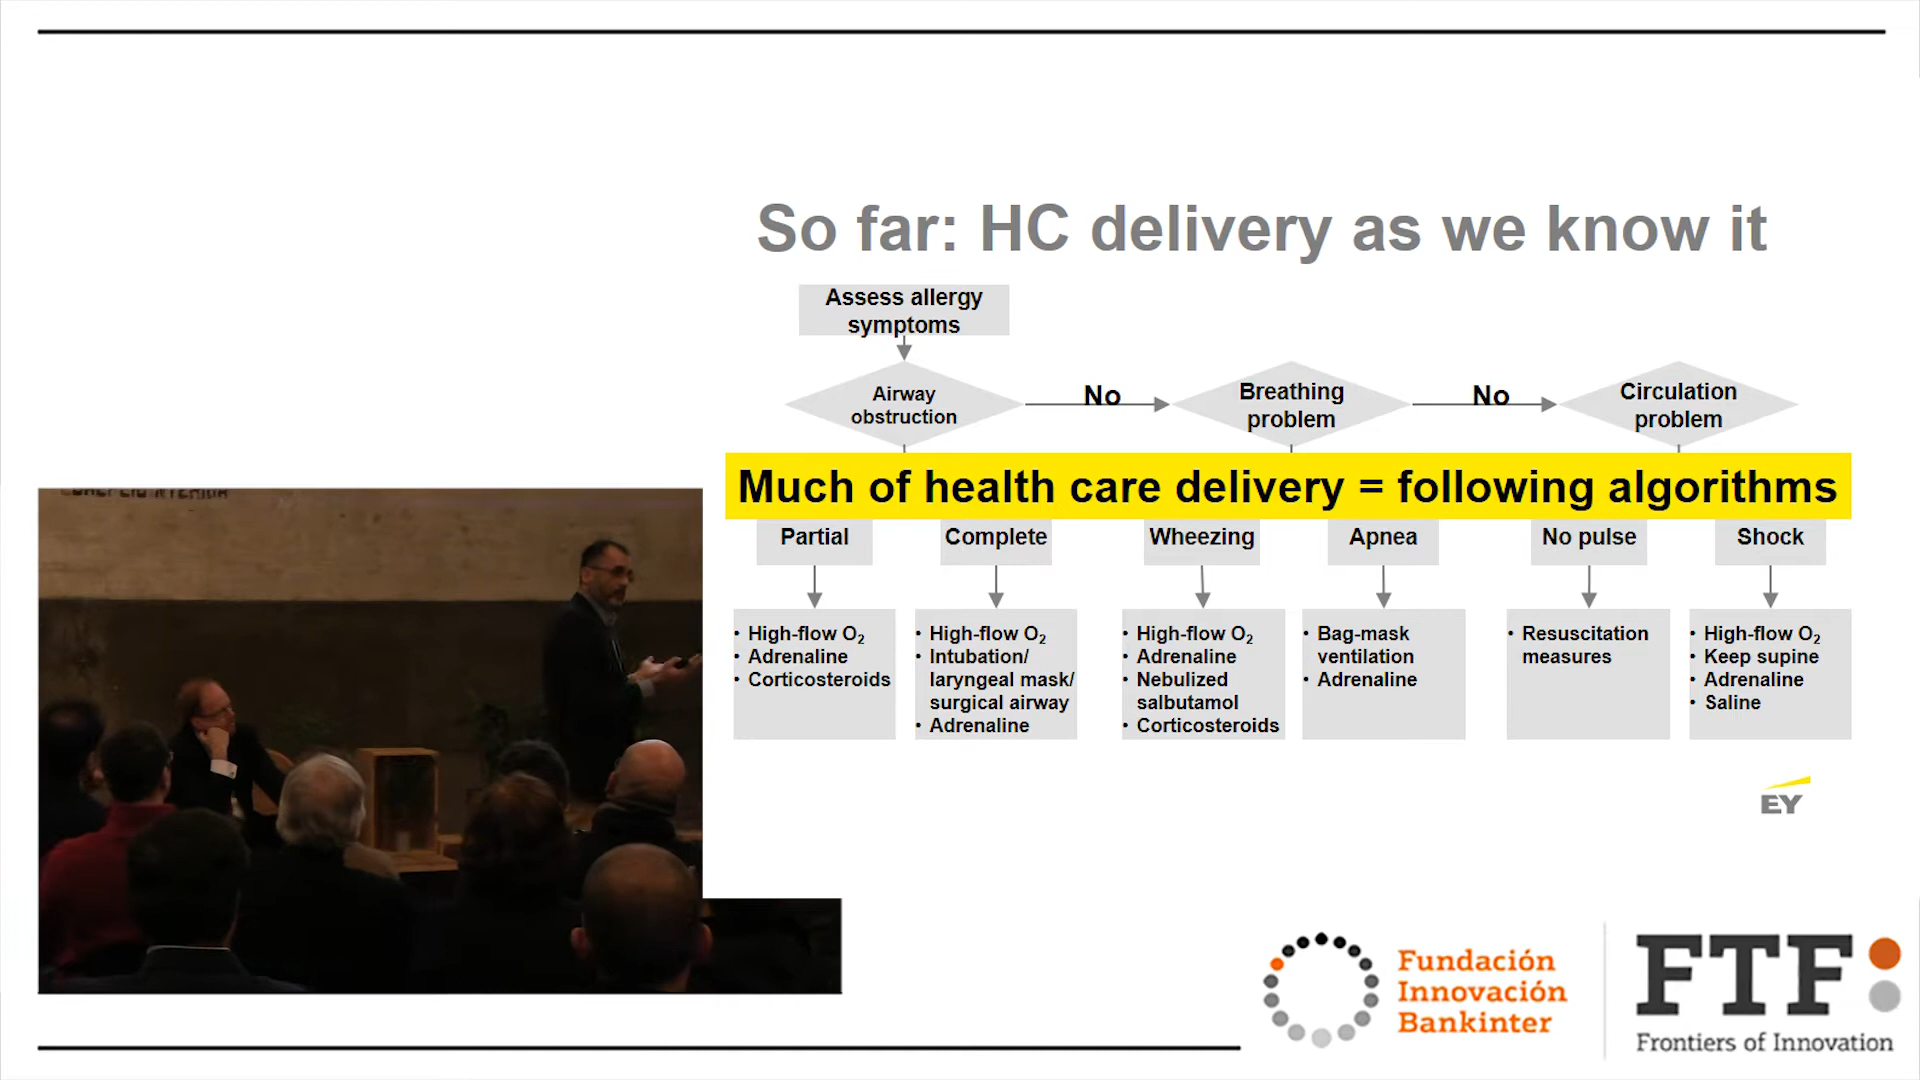 So far: HC delivery as we know it
Assess allergy
symptoms
Airway
obstruction
No
Breathing
problem
No
Circulation
problem
Much of health care delivery = following algorithms
Partial
Complete
Wheezing
Apnea
No pulse
Shock
• High-flow O₂
• Adrenaline
• Corticosteroids
• High-flow O₂
• Intubation/
laryngeal mask/
surgical airway
• Adrenaline
• High-flow O₂
• Adrenaline
• Nebulized
salbutamol
• Corticosteroids
• Bag-mask
ventilation
• Adrenaline
• Resuscitation
measures
• High-flow O₂
• Keep supine
• Adrenaline
• Saline
EY
Fundación
Innovación
Bankinter
FTF:
Frontiers of Innovation